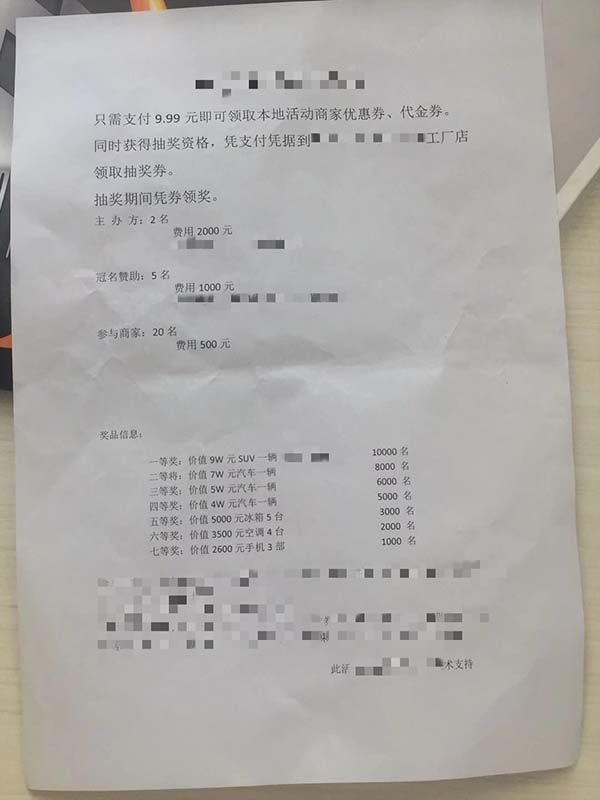 只需支付 9.99 元即可领取本地活动商家优惠券、代金券。
同时获得抽奖资格，凭支付凭据到工厂店
领取抽奖券。
抽奖期间凭券领奖。
主 办 方：2 名
费用 2000 元
冠名赞助：5 名
费用 1000 元
参与商家：20 名
费用 500 元
奖品信息：
一等奖：价值 9W 元 SUV 一辆 10000 名
二等将：价值 7W 元汽车一辆 8000 名
三等奖：价值 5W 元汽车一辆 6000 名
四等奖：价值 4W 元汽车一辆 5000 名
五等奖：价值 5000 元冰箱 5 台 3000 名
六等奖：价值 3500 元空调 4 台 2000 名
七等奖：价值 2600 元手机 3 部 1000 名
此 术支持